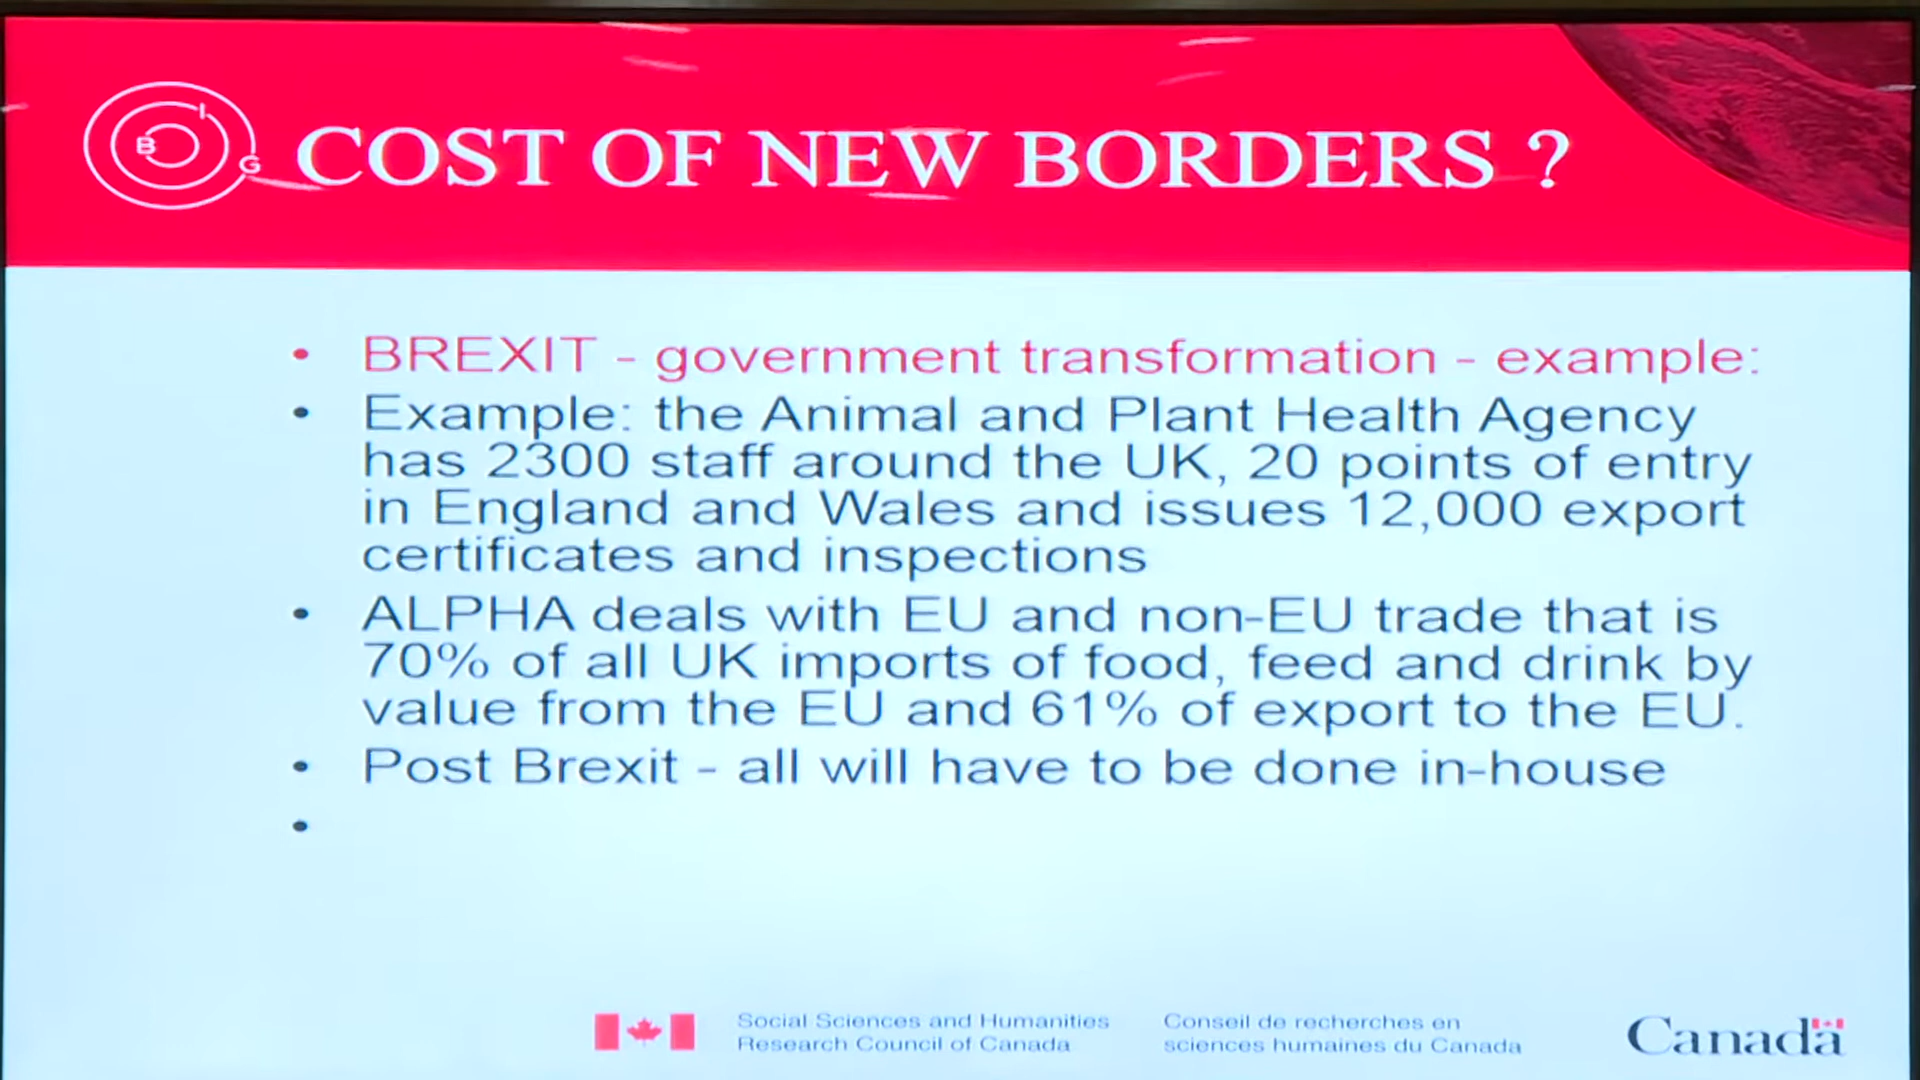 B I G
COST OF NEW BORDERS ?
• BREXIT - government transformation - example:
• Example: the Animal and Plant Health Agency
has 2300 staff around the UK, 20 points of entry
in England and Wales and issues 12,000 export
certificates and inspections
• ALPHA deals with EU and non-EU trade that is
70% of all UK imports of food, feed and drink by
value from the EU and 61% of export to the EU.
• Post Brexit - all will have to be done in-house
•
Social Sciences and Humanities
Research Council of Canada
Conseil de recherches en
sciences humaines du Canada
Canada